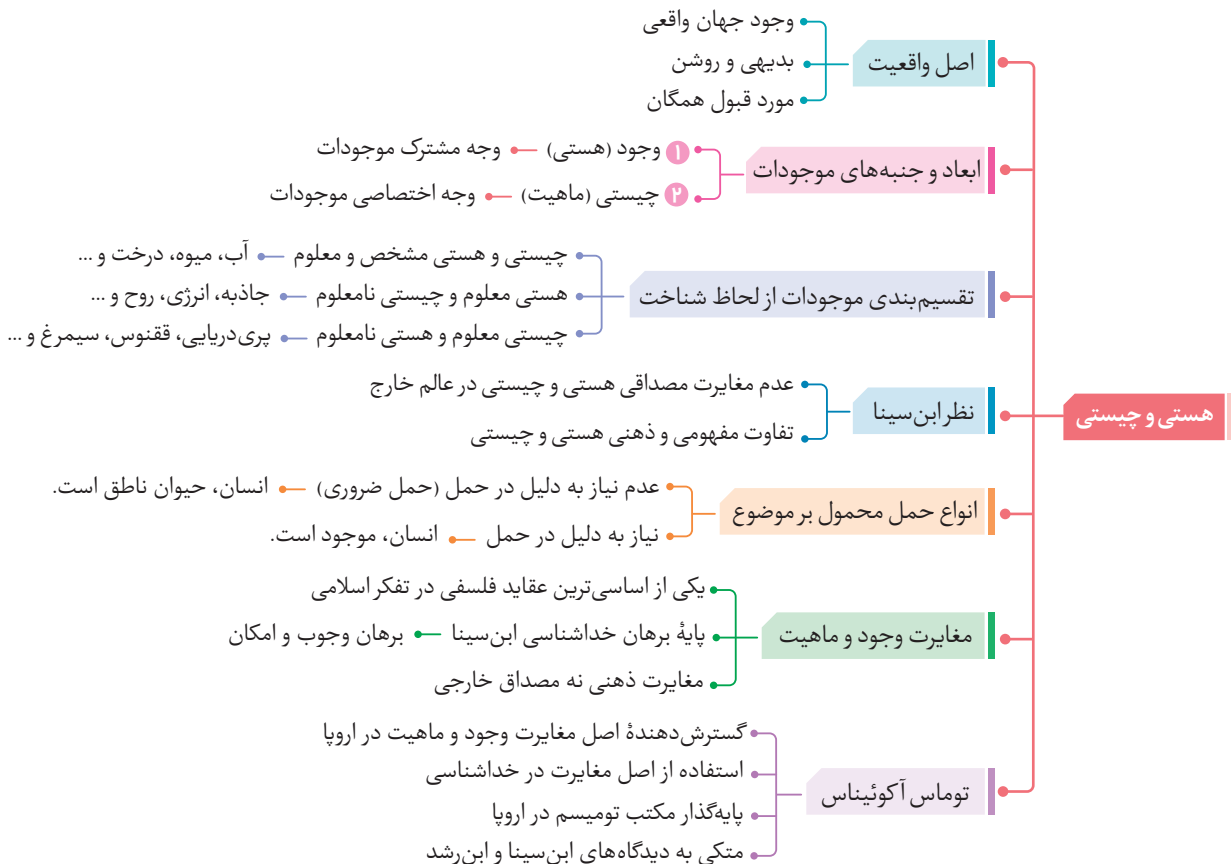 هستی و چیستی
اصل واقعیت
وجود جهان واقعی
بدیهی و روشن
مورد قبول همگان
ابعاد و جنبه‌های موجودات
۱ وجود (هستی) وجه مشترک موجودات
۲ چیستی (ماهیت) وجه اختصاصی موجودات
تقسیم‌بندی موجودات از لحاظ شناخت
چیستی و هستی مشخص و معلوم آب، میوه، درخت و ...
هستی معلوم و چیستی نامعلوم جاذبه، انرژی، روح و ...
چیستی معلوم و هستی نامعلوم پری‌دریایی، ققنوس، سیمرغ و ...
نظر ابن‌سینا
عدم مغایرت مصداقی هستی و چیستی در عالم خارج
تفاوت مفهومی و ذهنی هستی و چیستی
انواع حمل محمول بر موضوع
عدم نیاز به دلیل در حمل (حمل ضروری) انسان، حیوان ناطق است.
نیاز به دلیل در حمل انسان، موجود است.
مغایرت وجود و ماهیت
یکی از اساسی‌ترین عقاید فلسفی در تفکر اسلامی
پایهٔ برهان خداشناسی ابن‌سینا برهان وجوب و امکان
مغایرت ذهنی نه مصداق خارجی
توماس آکوئیناس
گسترش‌دهندهٔ اصل مغایرت وجود و ماهیت در اروپا
استفاده از اصل مغایرت در خداشناسی
پایه‌گذار مکتب تومیسم در اروپا
متکی به دیدگاه‌های ابن‌سینا و ابن‌رشد